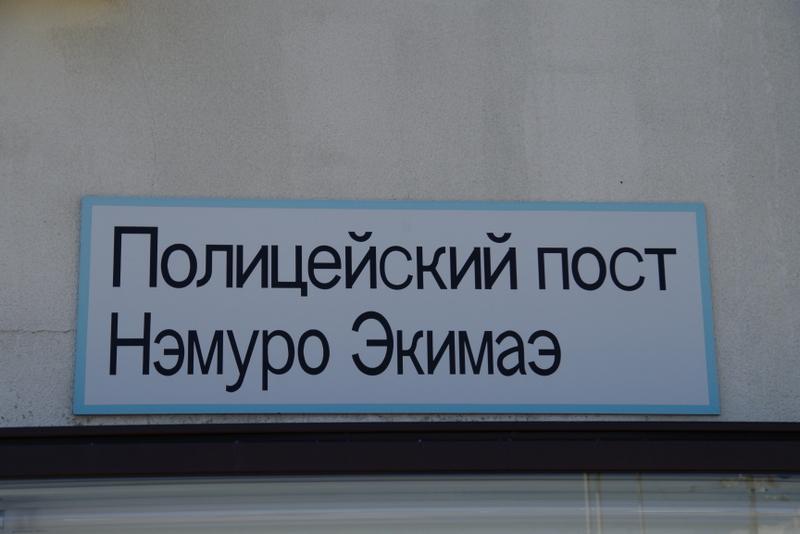 Полицейский пост
Нэмуро Экимаэ